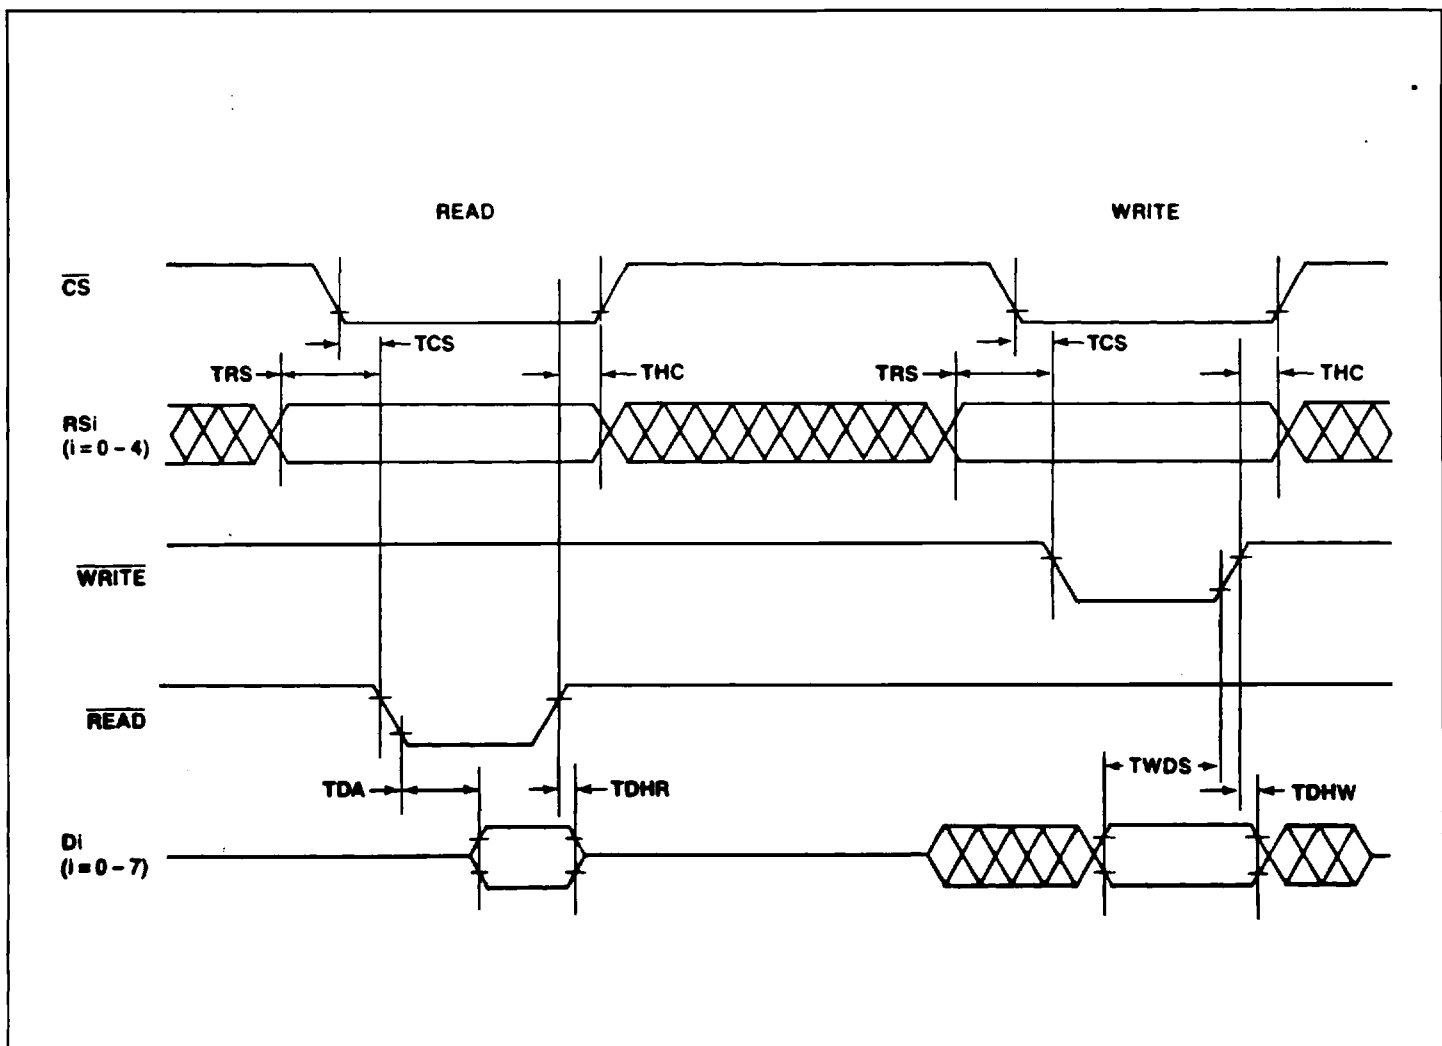 READ WRITE
CS
TCS TCS
TRS THC TRS THC
RSi
(i = 0 – 4)
WRITE
READ
TDA TDHR TWDS TDHW
Di
(i = 0 – 7)